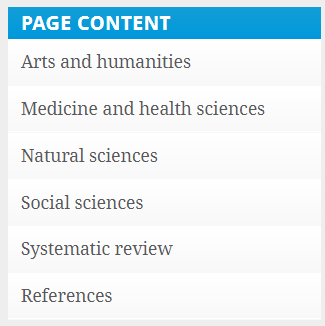 PAGE CONTENT
Arts and humanities
Medicine and health sciences
Natural sciences
Social sciences
Systematic review
References